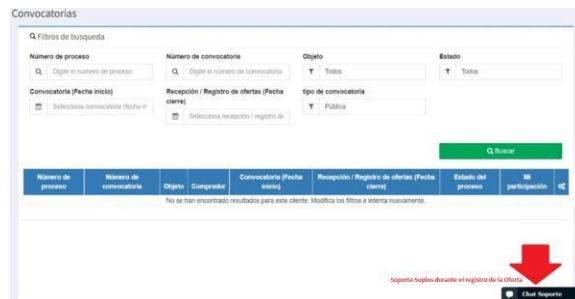 Convocatorias
Filtros de busqueda
Número de proceso
Número de convocatoria
Objeto
Estado
Digite el número de proceso
Digite el número de convocatoria
Todos
Todos
Convocatoria (Fecha inicio)
Recepción / Registro de ofertas (Fecha
cierre)
tipo de convocatoria
Selecciona convocatoria (fecha in
Selecciona recepción / registro de
Pública
Buscar
Número de
proceso
Número de
convocatoria
Objeto
Comprador
Convocatoria (Fecha
inicio)
Recepción / Registro de ofertas (Fecha
cierre)
Estado del
proceso
Mi
participación
No se han encontrado resultados para este cliente. Modifica los filtros e intenta nuevamente.
Soporte Suplos durante el registro de la Oferta
Chat Soporte